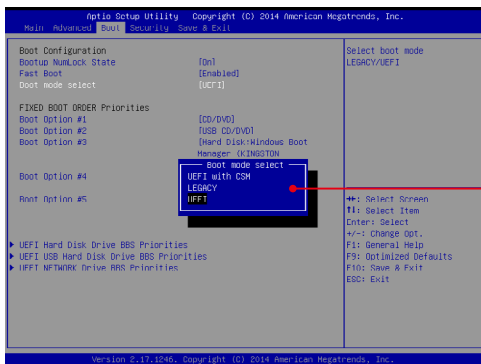 Aptio Setup Utility Copyright (C) 2014 American Megatrends, Inc.
Main Advanced Boot Security Save & Exit
Boot Configuration
Bootup NumLock State [On]
Fast Boot [Enabled]
Boot mode select [UEFI]
FIXED BOOT ORDER Priorities
Boot Option #1 [CD/DVD]
Boot Option #2 [USB CD/DVD]
Boot Option #3 [Hard Disk:Windows Boot
Manager (KINGSTON
Boot mode select
UEFI with CSM
LEGACY
UEFI
Boot Option #4
Boot Option #5
UEFI Hard Disk Drive BBS Priorities
UEFI USB Hard Disk Drive BBS Priorities
UEFI NETWORK Drive BBS Priorities
Select boot mode
LEGACY/UEFI
→←: Select Screen
↑↓: Select Item
Enter: Select
+/-: Change Opt.
F1: General Help
F9: Optimized Defaults
F10: Save & Exit
ESC: Exit
Version 2.17.1246. Copyright (C) 2014 American Megatrends, Inc.